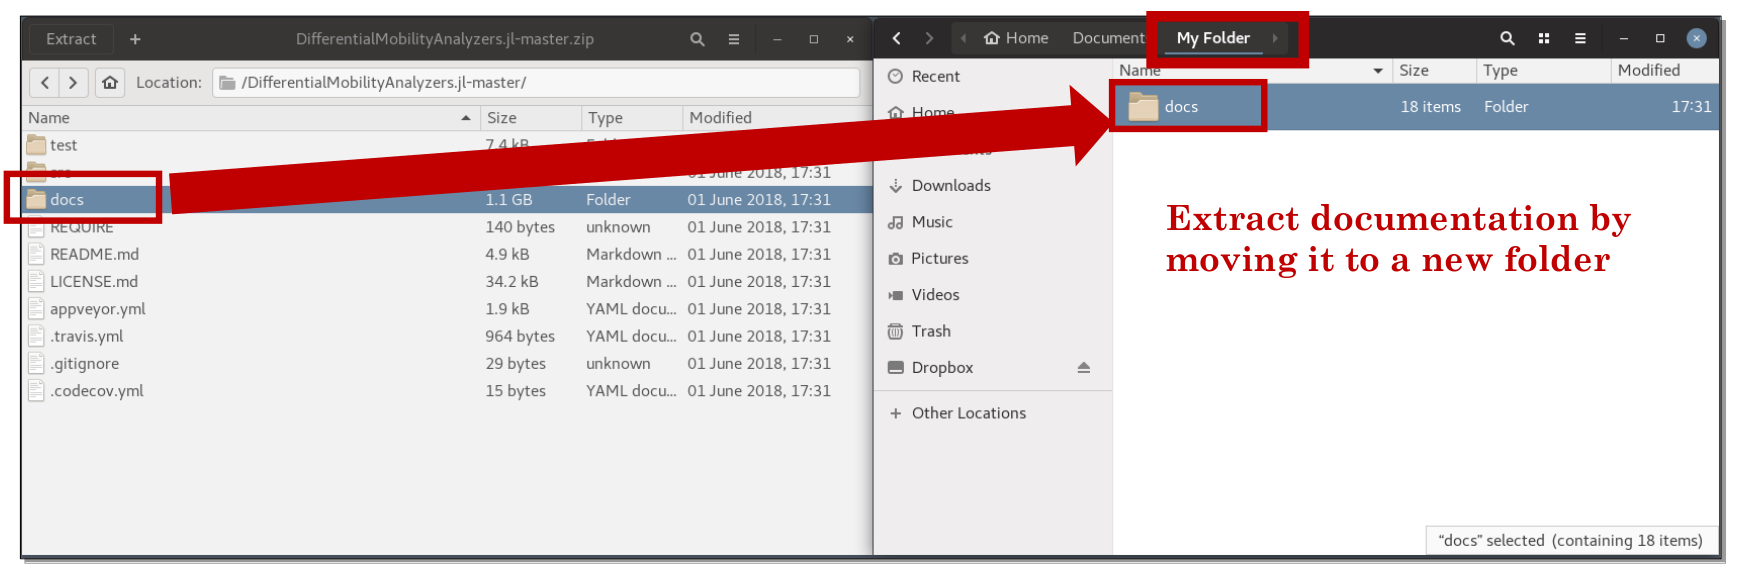 Extract + DifferentialMobilityAnalyzers.jl-master.zip
Location: /DifferentialMobilityAnalyzers.jl-master/
Name Size Type Modified
test 7.4 kB
01 June 2018, 17:31
docs 1.1 GB Folder 01 June 2018, 17:31
REQUIRE 140 bytes unknown 01 June 2018, 17:31
README.md 4.9 kB Markdown ... 01 June 2018, 17:31
LICENSE.md 34.2 kB Markdown ... 01 June 2018, 17:31
appveyor.yml 1.9 kB YAML docu... 01 June 2018, 17:31
.travis.yml 964 bytes YAML docu... 01 June 2018, 17:31
.gitignore 29 bytes unknown 01 June 2018, 17:31
.codecov.yml 15 bytes YAML docu... 01 June 2018, 17:31
Home Document My Folder
Recent
Home
Downloads
Music
Pictures
Videos
Trash
Dropbox
+ Other Locations
Name Size Type Modified
docs 18 items Folder 17:31
Extract documentation by
moving it to a new folder
“docs” selected (containing 18 items)